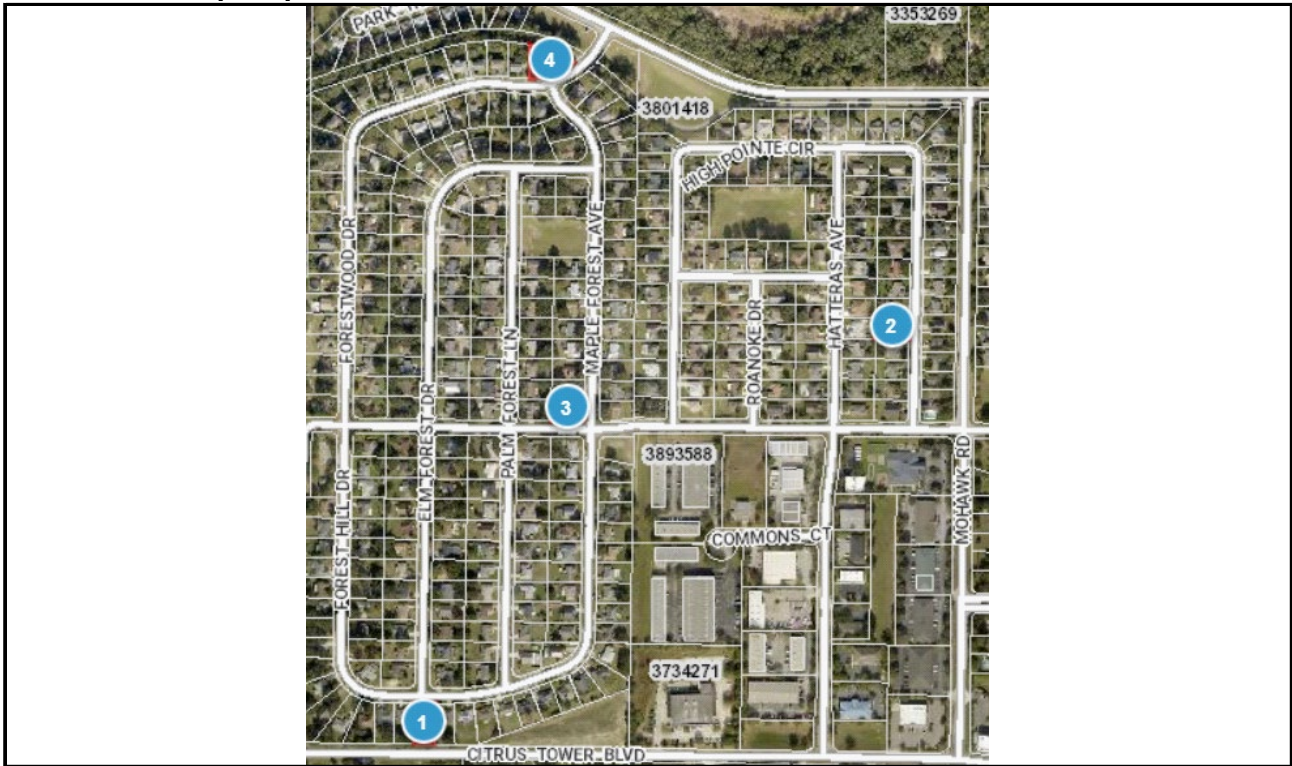 PARK
3353269
4
3801418
HIGH POINTE CIR
FORESTWOOD DR
MAPLE FOREST AVE
HATTERAS AVE
ROANOKE DR
2
PALM FOREST LN
ELM FOREST DR
3
3893588
FOREST HILL DR
MOHAWK RD
COMMONS CT
3734271
1
CITRUS TOWER BLVD